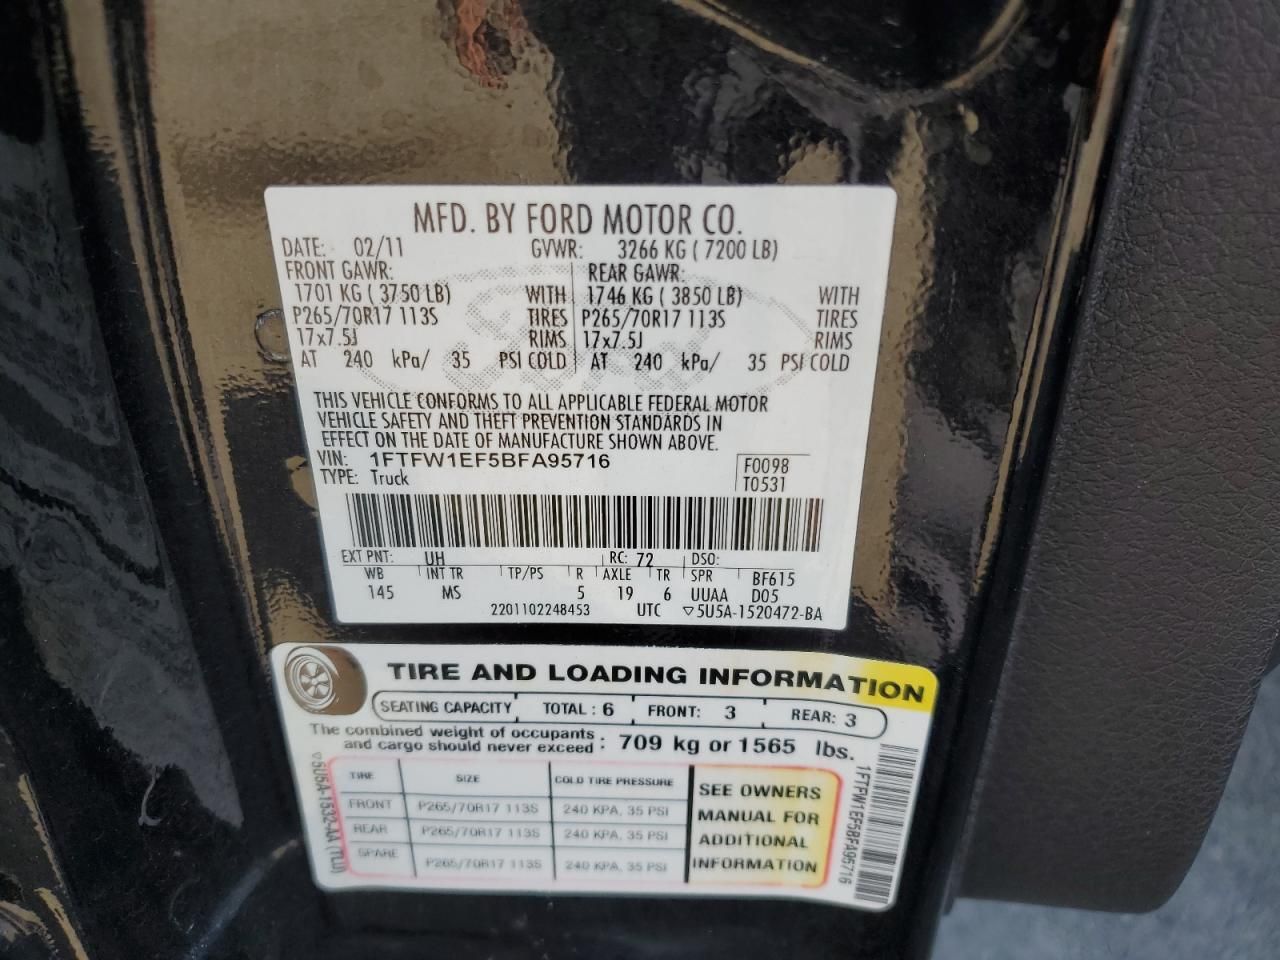 MFD. BY FORD MOTOR CO.
DATE: 02/11 GVWR: 3266 KG ( 7200 LB)
FRONT GAWR: REAR GAWR:
1701 KG ( 3750 LB) WITH 1746 KG ( 3850 LB) WITH
P265/70R17 113S TIRES P265/70R17 113S TIRES
17x7.5J RIMS 17x7.5J RIMS
AT 240 kPa/ 35 PSI COLD AT 240 kPa/ 35 PSI COLD
Ford
THIS VEHICLE CONFORMS TO ALL APPLICABLE FEDERAL MOTOR
VEHICLE SAFETY AND THEFT PREVENTION STANDARDS IN
EFFECT ON THE DATE OF MANUFACTURE SHOWN ABOVE.
VIN: 1FTFW1EF5BFA95716 F0098
TYPE: Truck T0531
EXT PNT: UH RC: 72 DSO:
WB INT TR TP/PS R AXLE TR SPR BF615
145 MS 5 19 6 UUAA D05
2201102248453 UTC ▽5U5A-1520472-BA
TIRE AND LOADING INFORMATION
SEATING CAPACITY TOTAL : 6 FRONT: 3 REAR: 3
The combined weight of occupants
and cargo should never exceed : 709 kg or 1565 lbs.
TIRE SIZE COLD TIRE PRESSURE
FRONT P265/70R17 113S 240 KPA, 35 PSI
REAR P265/70R17 113S 240 KPA, 35 PSI
SPARE P265/70R17 113S 240 KPA, 35 PSI
SEE OWNERS
MANUAL FOR
ADDITIONAL
INFORMATION
▽5U5A-1532-AA (TLU)
1FTFW1EF5BFA95716